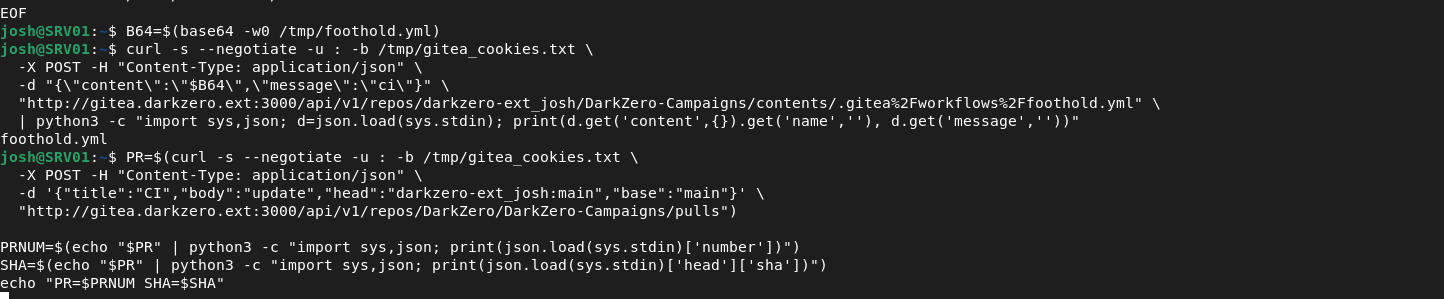 EOF
josh@SRV01:~$ B64=$(base64 -w0 /tmp/foothold.yml)
josh@SRV01:~$ curl -s --negotiate -u : -b /tmp/gitea_cookies.txt \
  -X POST -H "Content-Type: application/json" \
  -d "{\"content\":\"$B64\",\"message\":\"ci\"}" \
  "http://gitea.darkzero.ext:3000/api/v1/repos/darkzero-ext_josh/DarkZero-Campaigns/contents/.gitea%2Fworkflows%2Ffoothold.yml" \
  | python3 -c "import sys,json; d=json.load(sys.stdin); print(d.get('content',{}).get('name',''), d.get('message',''))"
foothold.yml
josh@SRV01:~$ PR=$(curl -s --negotiate -u : -b /tmp/gitea_cookies.txt \
  -X POST -H "Content-Type: application/json" \
  -d '{"title":"CI","body":"update","head":"darkzero-ext_josh:main","base":"main"}' \
  "http://gitea.darkzero.ext:3000/api/v1/repos/DarkZero/DarkZero-Campaigns/pulls")

PRNUM=$(echo "$PR" | python3 -c "import sys,json; print(json.load(sys.stdin)['number'])")
SHA=$(echo "$PR" | python3 -c "import sys,json; print(json.load(sys.stdin)['head']['sha'])")
echo "PR=$PRNUM SHA=$SHA"